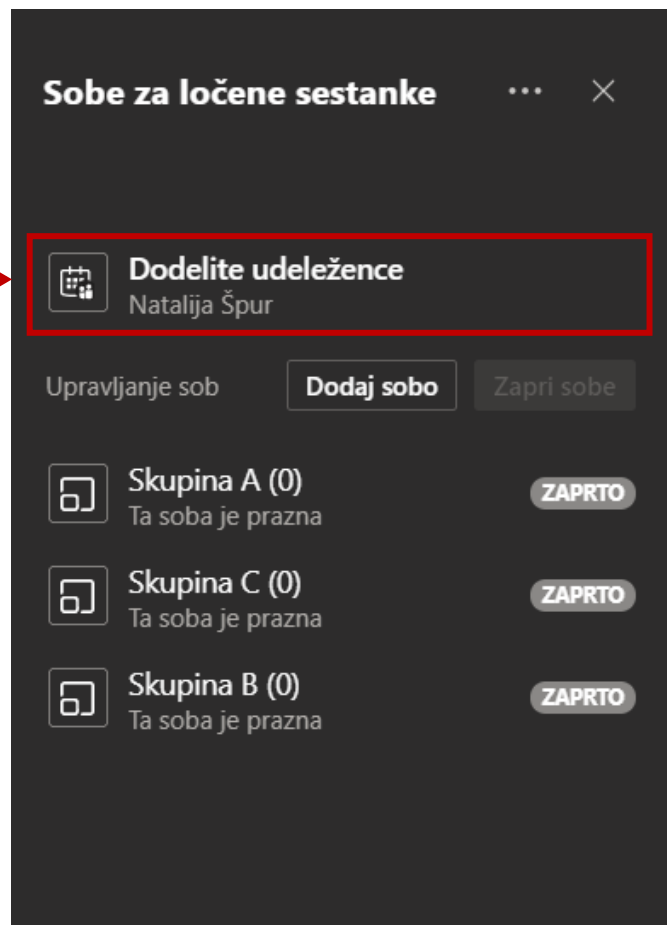 Sobe za ločene sestanke
Dodelite udeležence
Natalija Špur
Upravljanje sob Dodaj sobo Zapri sobe
Skupina A (0) ZAPRTO
Ta soba je prazna
Skupina C (0) ZAPRTO
Ta soba je prazna
Skupina B (0) ZAPRTO
Ta soba je prazna